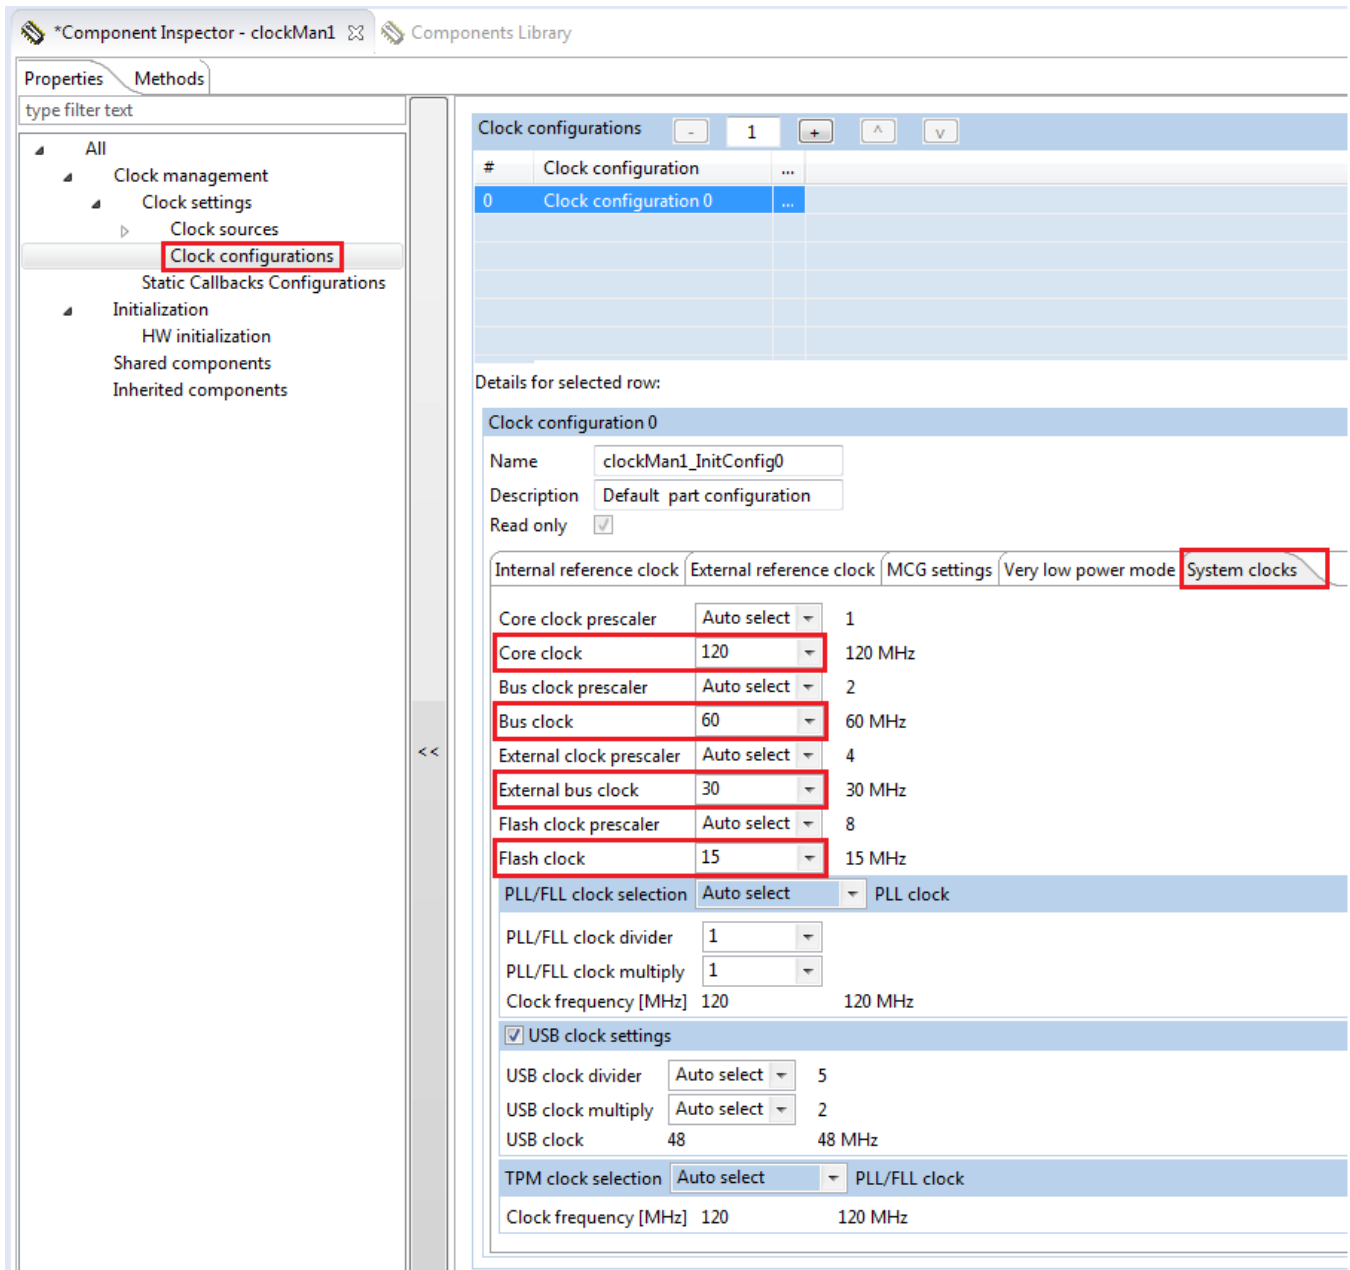 *Component Inspector - clockMan1 Components Library
Properties Methods
type filter text
All
Clock management
Clock settings
Clock sources
Clock configurations
Static Callbacks Configurations
Initialization
HW initialization
Shared components
Inherited components
<<
Clock configurations - 1 + ^ v
# Clock configuration ...
0 Clock configuration 0 ...
Details for selected row:
Clock configuration 0
Name clockMan1_InitConfig0
Description Default part configuration
Read only
Internal reference clock External reference clock MCG settings Very low power mode System clocks
Core clock prescaler Auto select 1
Core clock 120 120 MHz
Bus clock prescaler Auto select 2
Bus clock 60 60 MHz
External clock prescaler Auto select 4
External bus clock 30 30 MHz
Flash clock prescaler Auto select 8
Flash clock 15 15 MHz
PLL/FLL clock selection Auto select PLL clock
PLL/FLL clock divider 1
PLL/FLL clock multiply 1
Clock frequency [MHz] 120 120 MHz
USB clock settings
USB clock divider Auto select 5
USB clock multiply Auto select 2
USB clock 48 48 MHz
TPM clock selection Auto select PLL/FLL clock
Clock frequency [MHz] 120 120 MHz